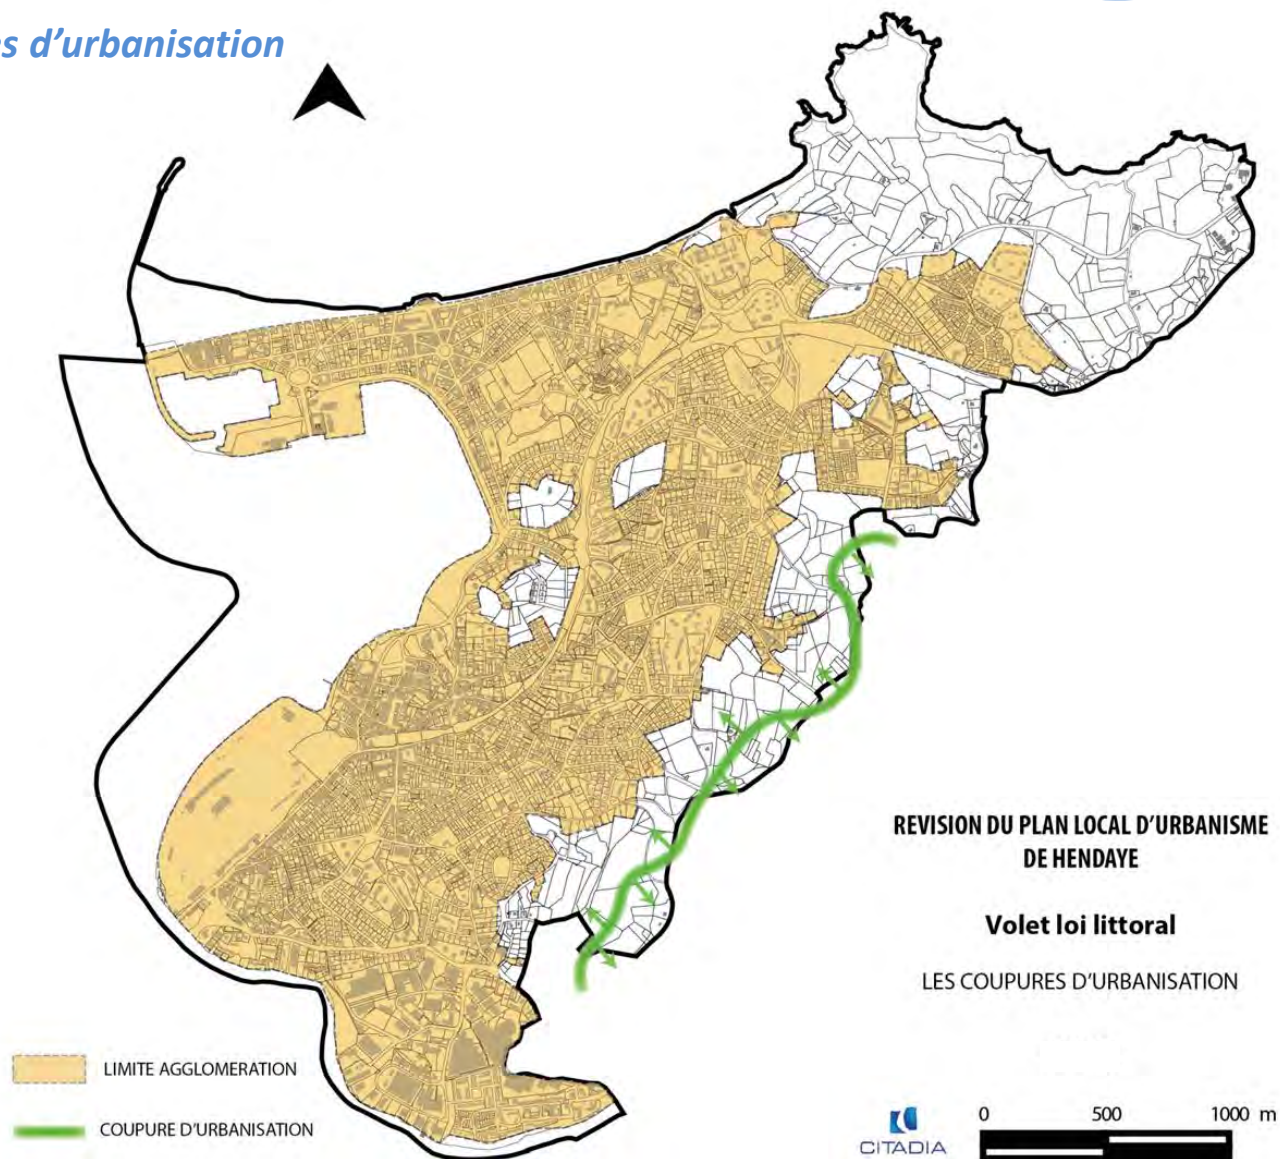 s d'urbanisation
REVISION DU PLAN LOCAL D'URBANISME
DE HENDAYE
Volet loi littoral
LES COUPURES D'URBANISATION
LIMITE AGGLOMERATION
COUPURE D'URBANISATION
CITADIA
0 500 1000 m